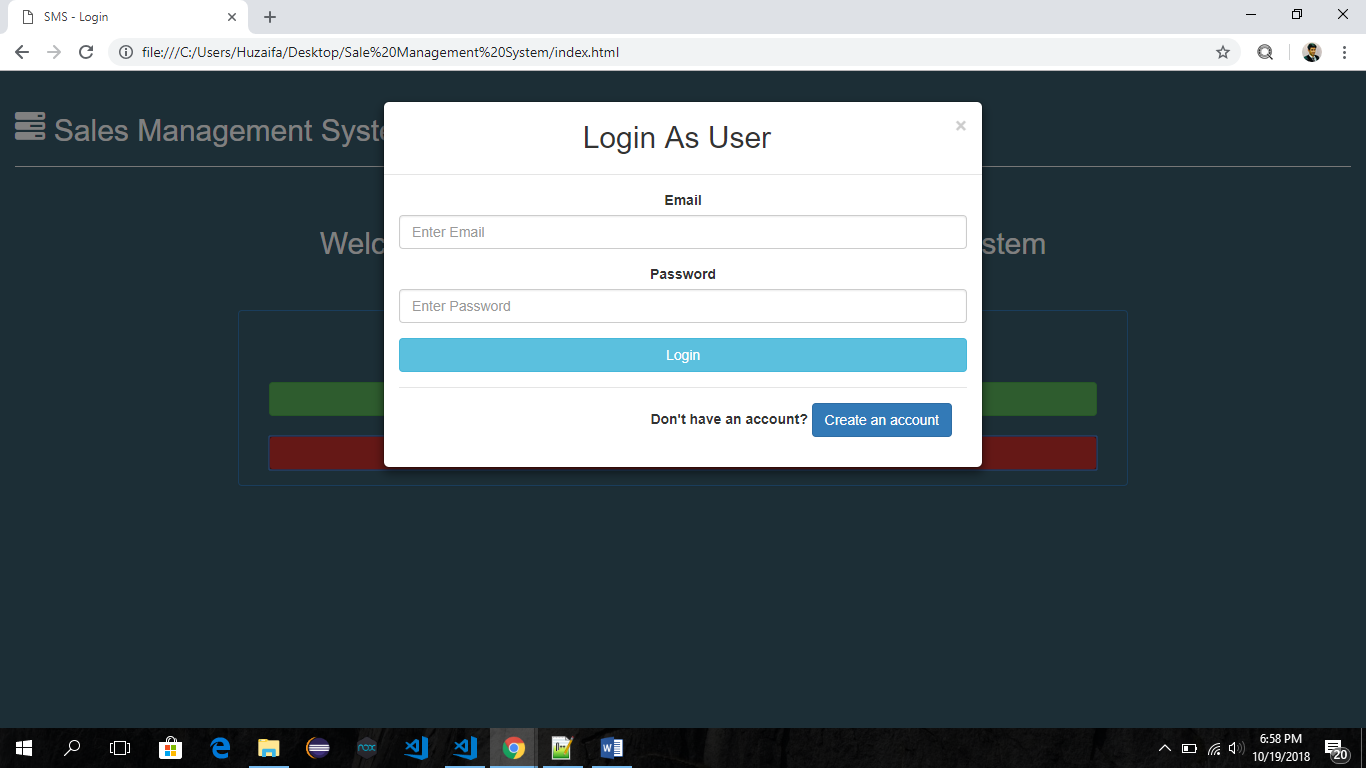 SMS - Login
file:///C:/Users/Huzaifa/Desktop/Sale%20Management%20System/index.html
Sales Management Syste
Login As User
×
Email
Enter Email
Welc
stem
Password
Enter Password
Login
Don't have an account? Create an account
nox
6:58 PM
10/19/2018
20